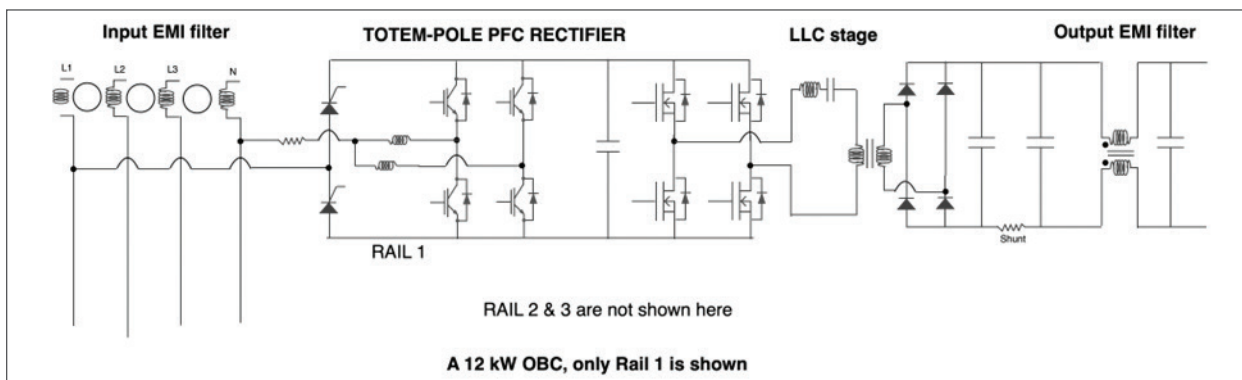 Input EMI filter
TOTEM-POLE PFC RECTIFIER
LLC stage
Output EMI filter
L1
L2
L3
N
RAIL 1
Shunt
RAIL 2 & 3 are not shown here
A 12 kW OBC, only Rail 1 is shown